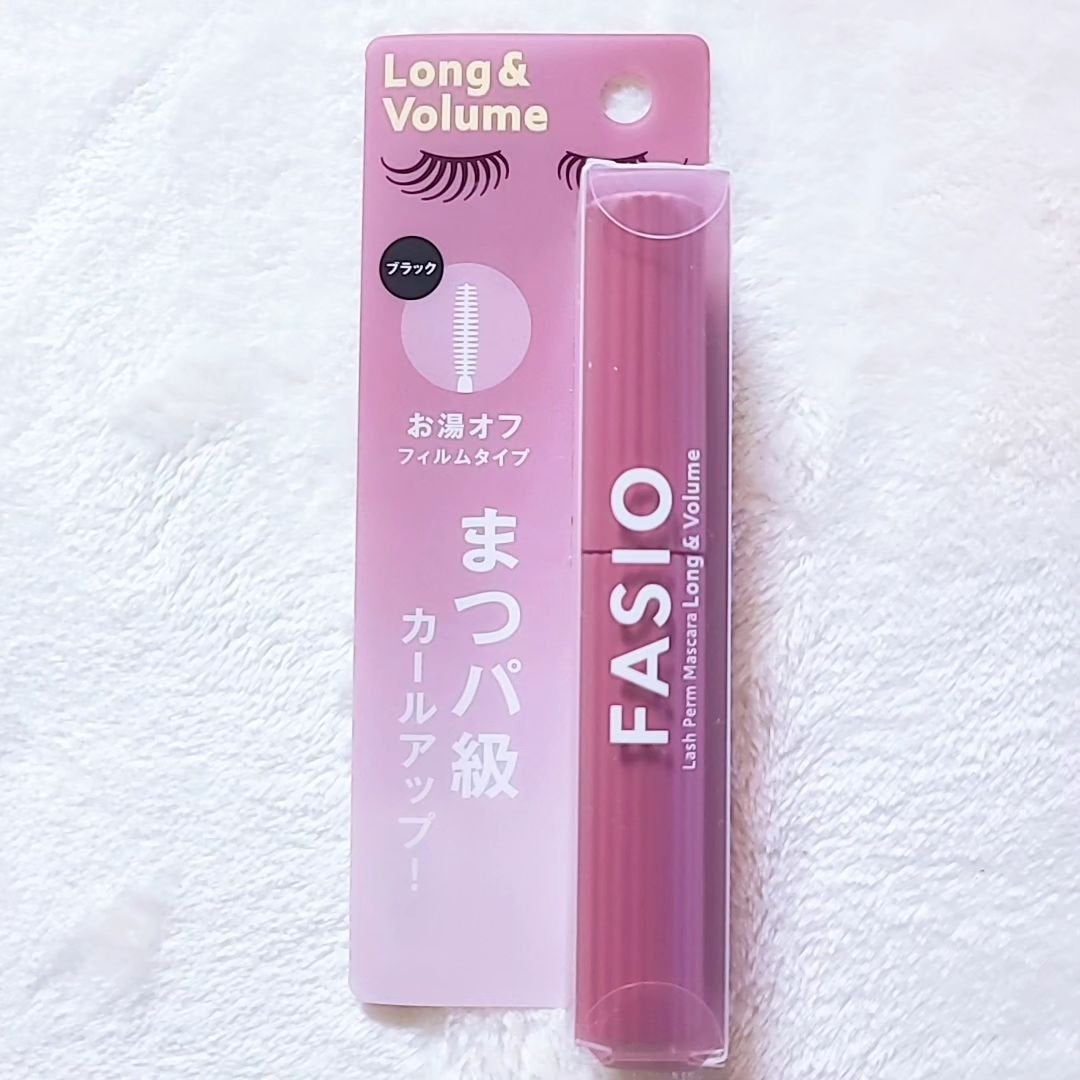 Long &
Volume
ブラック
お湯オフ
フィルムタイプ
まつパ級
カールアップ！
FASIO
Lash Perm Mascara Long & Volume